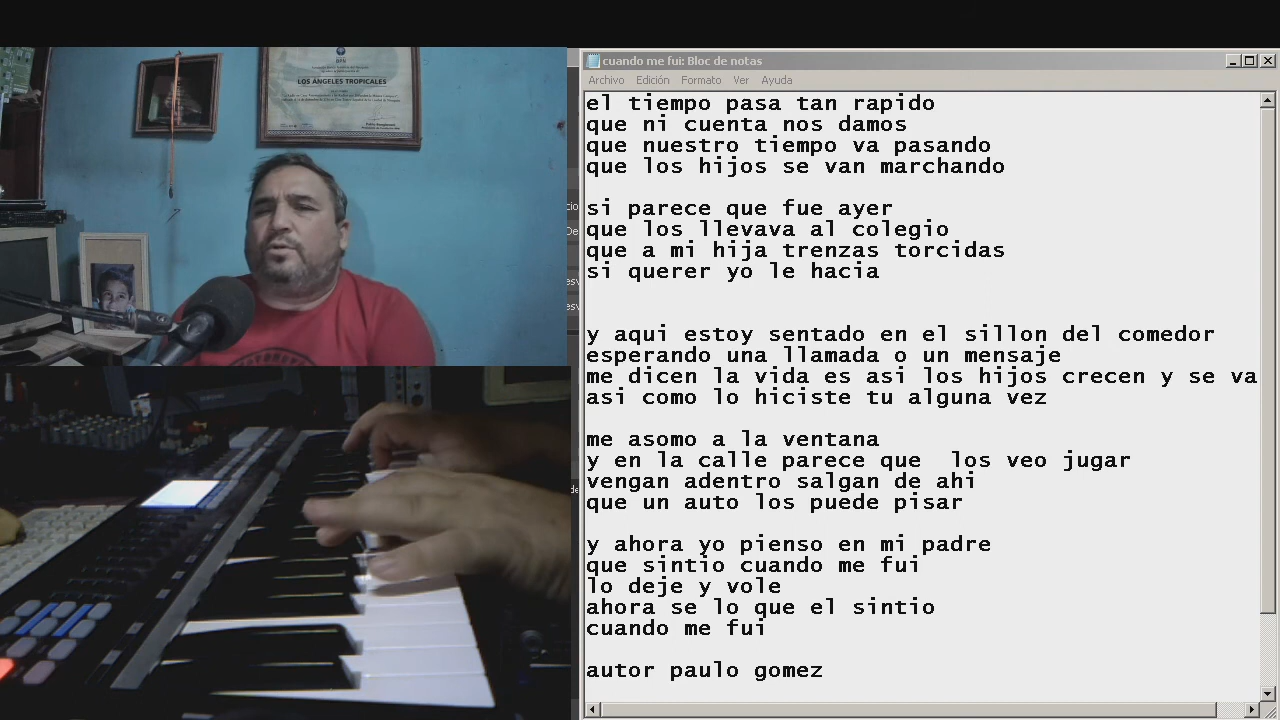 LOS ÁNGELES TROPICALES
cuando me fui: Bloc de notas
Archivo Edición Formato Ver Ayuda
el tiempo pasa tan rapido
que ni cuenta nos damos
que nuestro tiempo va pasando
que los hijos se van marchando
si parece que fue ayer
que los llevava al colegio
que a mi hija trenzas torcidas
si querer yo le hacia
y aqui estoy sentado en el sillon del comedor
esperando una llamada o un mensaje
me dicen la vida es asi los hijos crecen y se va
asi como lo hiciste tu alguna vez
me asomo a la ventana
y en la calle parece que los veo jugar
vengan adentro salgan de ahi
que un auto los puede pisar
y ahora yo pienso en mi padre
que sintio cuando me fui
lo deje y vole
ahora se lo que el sintio
cuando me fui
autor paulo gomez